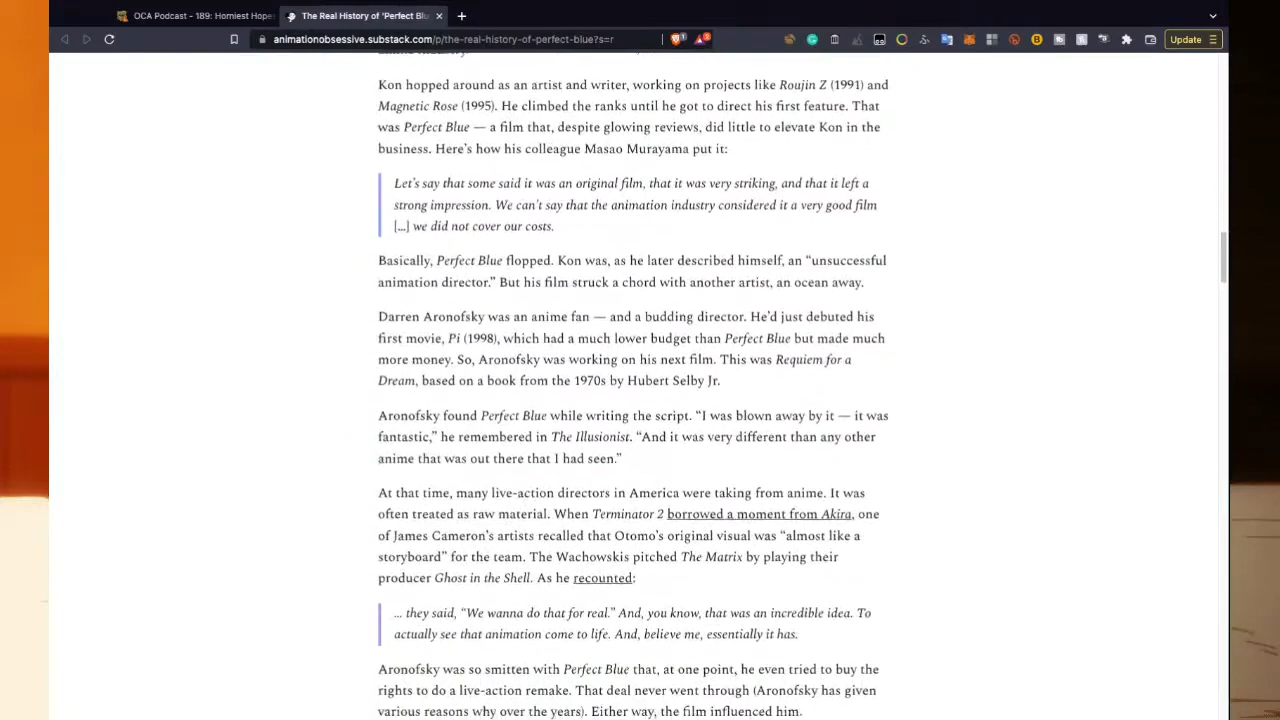 OCA Podcast - 189: Horniest Hope
The Real History of 'Perfect Blu
animationobsessive.substack.com/p/the-real-history-of-perfect-blue?s=r
Update
Kon hopped around as an artist and writer, working on projects like Roujin Z (1991) and
Magnetic Rose (1995). He climbed the ranks until he got to direct his first feature. That
was Perfect Blue — a film that, despite glowing reviews, did little to elevate Kon in the
business. Here's how his colleague Masao Murayama put it:
Let's say that some said it was an original film, that it was very striking, and that it left a
strong impression. We can't say that the animation industry considered it a very good film
[...] we did not cover our costs.
Basically, Perfect Blue flopped. Kon was, as he later described himself, an “unsuccessful
animation director.” But his film struck a chord with another artist, an ocean away.
Darren Aronofsky was an anime fan — and a budding director. He'd just debuted his
first movie, Pi (1998), which had a much lower budget than Perfect Blue but made much
more money. So, Aronofsky was working on his next film. This was Requiem for a
Dream, based on a book from the 1970s by Hubert Selby Jr.
Aronofsky found Perfect Blue while writing the script. “I was blown away by it — it was
fantastic,” he remembered in The Illusionist. “And it was very different than any other
anime that was out there that I had seen.”
At that time, many live-action directors in America were taking from anime. It was
often treated as raw material. When Terminator 2 borrowed a moment from Akira, one
of James Cameron's artists recalled that Otomo's original visual was “almost like a
storyboard” for the team. The Wachowskis pitched The Matrix by playing their
producer Ghost in the Shell. As he recounted:
... they said, “We wanna do that for real.” And, you know, that was an incredible idea. To
actually see that animation come to life. And, believe me, essentially it has.
Aronofsky was so smitten with Perfect Blue that, at one point, he even tried to buy the
rights to do a live-action remake. That deal never went through (Aronofsky has given
various reasons why over the years). Either way, the film influenced him.